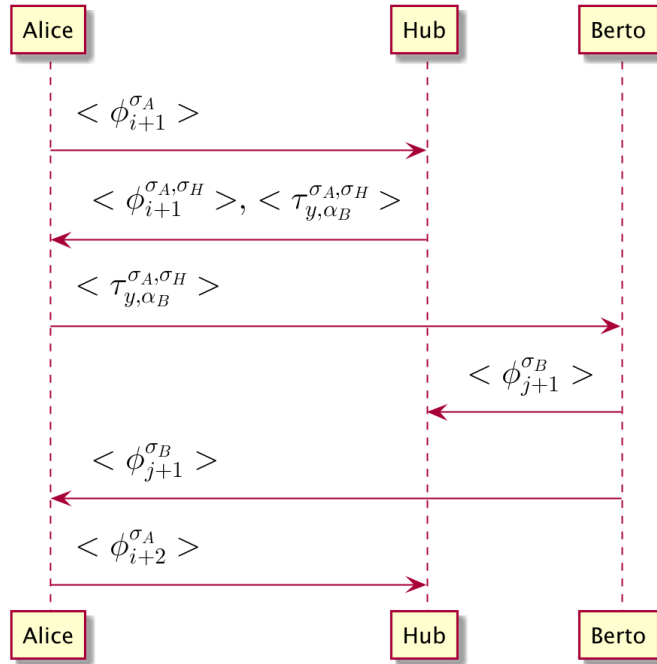 Alice Hub Berto
< ϕ_{i+1}^{σ_A} >
< ϕ_{i+1}^{σ_A,σ_H} >, < τ_{y,α_B}^{σ_A,σ_H} >
< τ_{y,α_B}^{σ_A,σ_H} >
< ϕ_{j+1}^{σ_B} >
< ϕ_{j+1}^{σ_B} >
< ϕ_{i+2}^{σ_A} >
Alice Hub Berto